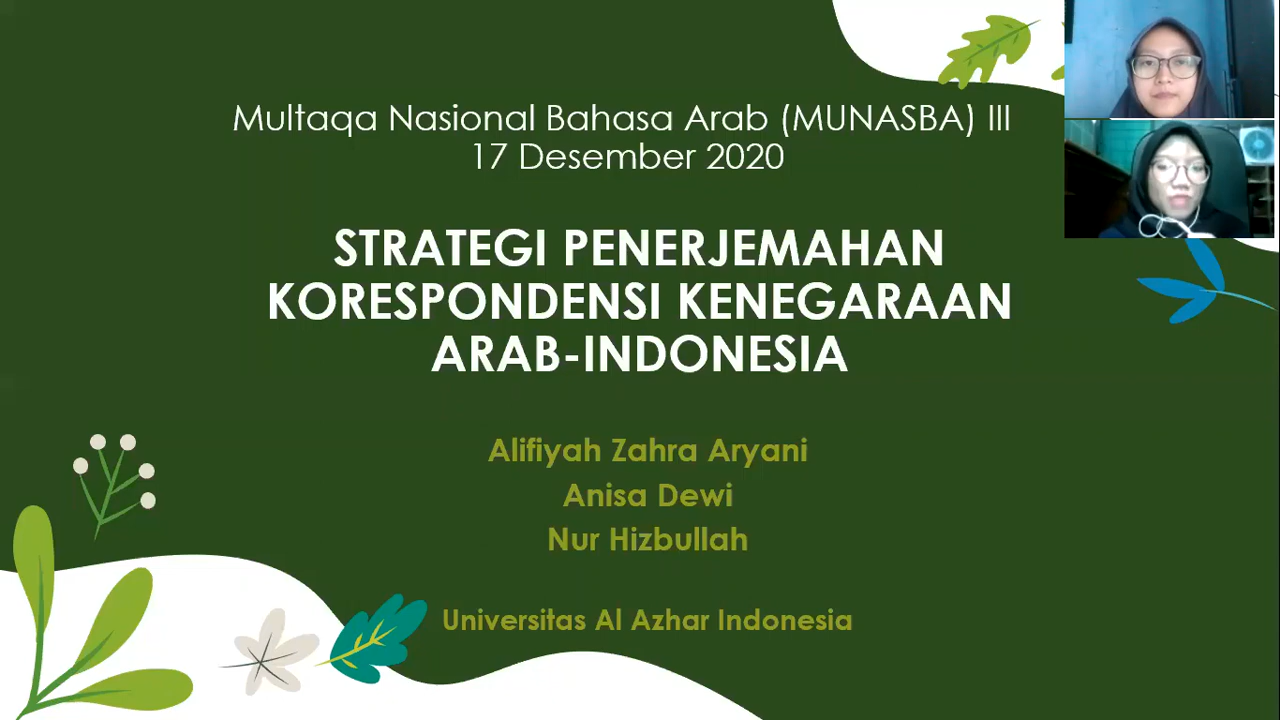 Multaqa Nasional Bahasa Arab (MUNASBA) III
17 Desember 2020
STRATEGI PENERJEMAHAN
KORESPONDENSI KENEGARAAN
ARAB-INDONESIA
Alifiyah Zahra Aryani
Anisa Dewi
Nur Hizbullah
Universitas Al Azhar Indonesia